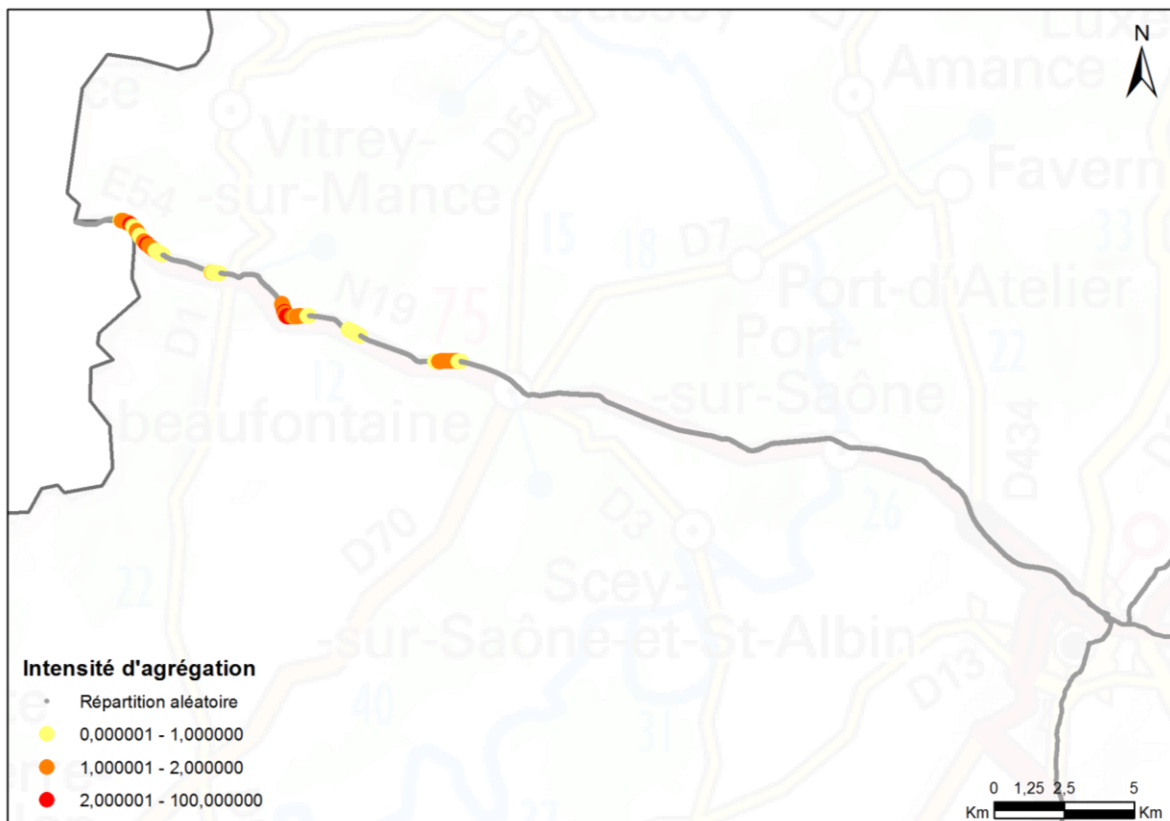 N
Amance
Vitrey-
-sur-Mance
D54
Favern
E54
15
18
D7
33
Port-d'Atelier
N19
75
D1
Port-
-sur-Saône
22
12
beaufontaine
D434
D3
26
D70
Scey-
-sur-Saône-et-St-Albin
22
D13
40
31
27
Intensité d'agrégation
Répartition aléatoire
0,000001 - 1,000000
1,000001 - 2,000000
2,000001 - 100,000000
0 1,25 2,5 5
Km Km